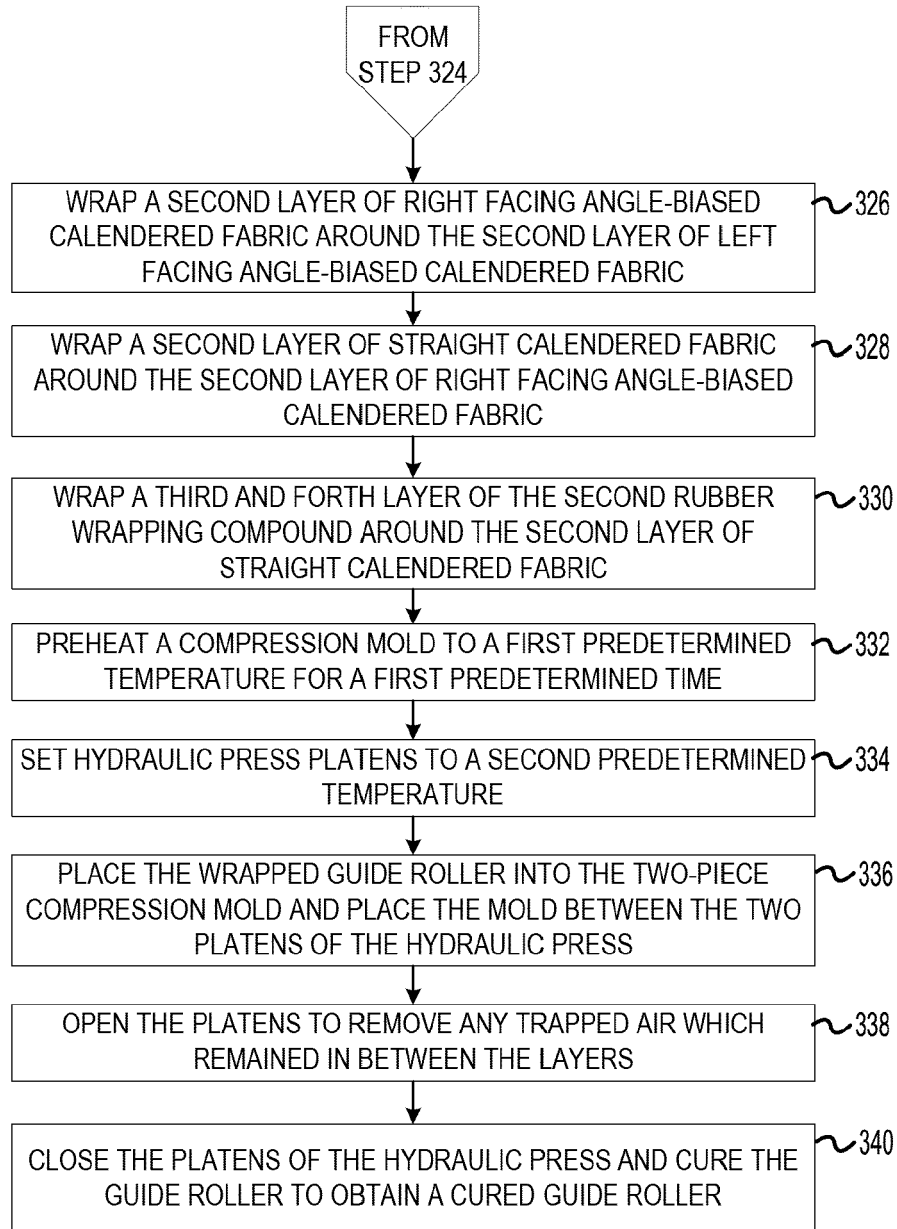 FROM
STEP 324
WRAP A SECOND LAYER OF RIGHT FACING ANGLE-BIASED
CALENDERED FABRIC AROUND THE SECOND LAYER OF LEFT
FACING ANGLE-BIASED CALENDERED FABRIC
326
WRAP A SECOND LAYER OF STRAIGHT CALENDERED FABRIC
AROUND THE SECOND LAYER OF RIGHT FACING ANGLE-BIASED
CALENDERED FABRIC
328
WRAP A THIRD AND FORTH LAYER OF THE SECOND RUBBER
WRAPPING COMPOUND AROUND THE SECOND LAYER OF
STRAIGHT CALENDERED FABRIC
330
PREHEAT A COMPRESSION MOLD TO A FIRST PREDETERMINED
TEMPERATURE FOR A FIRST PREDETERMINED TIME
332
SET HYDRAULIC PRESS PLATENS TO A SECOND PREDETERMINED
TEMPERATURE
334
PLACE THE WRAPPED GUIDE ROLLER INTO THE TWO-PIECE
COMPRESSION MOLD AND PLACE THE MOLD BETWEEN THE TWO
PLATENS OF THE HYDRAULIC PRESS
336
OPEN THE PLATENS TO REMOVE ANY TRAPPED AIR WHICH
REMAINED IN BETWEEN THE LAYERS
338
CLOSE THE PLATENS OF THE HYDRAULIC PRESS AND CURE THE
GUIDE ROLLER TO OBTAIN A CURED GUIDE ROLLER
340